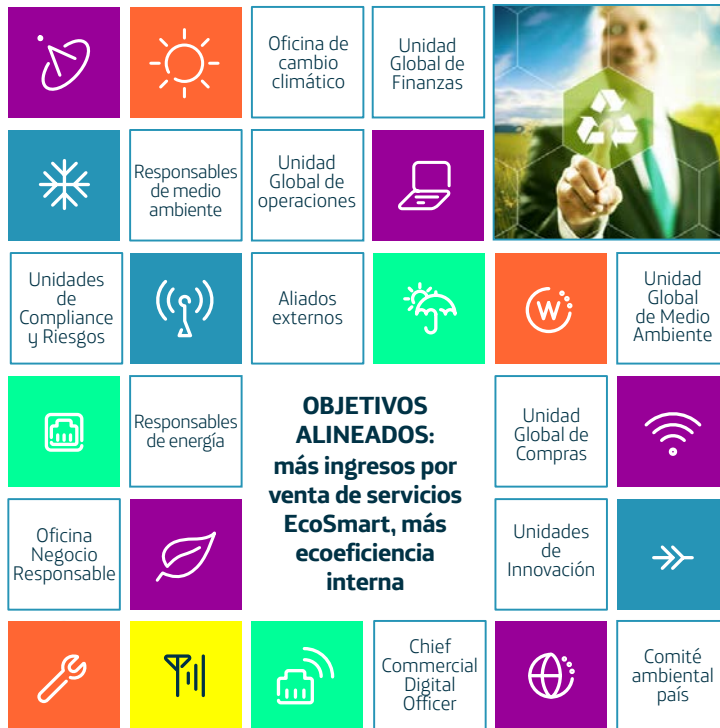 Oficina de
cambio
climático
Unidad
Global de
Finanzas
Responsables
de medio
ambiente
Unidad
Global de
operaciones
Unidades
de
Compliance
y Riesgos
Aliados
externos
W
Unidad
Global
de Medio
Ambiente
Responsables
de energía
OBJETIVOS
ALINEADOS:
más ingresos por
venta de servicios
EcoSmart, más
ecoeficiencia
interna
Unidad
Global de
Compras
Oficina
Negocio
Responsable
Unidades
de
Innovación
Chief
Commercial
Digital
Officer
Comité
ambiental
país